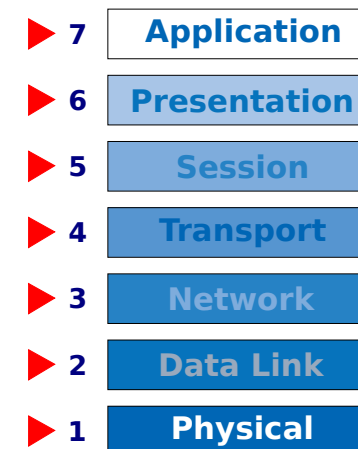 7 Application
6 Presentation
5 Session
4 Transport
3 Network
2 Data Link
1 Physical